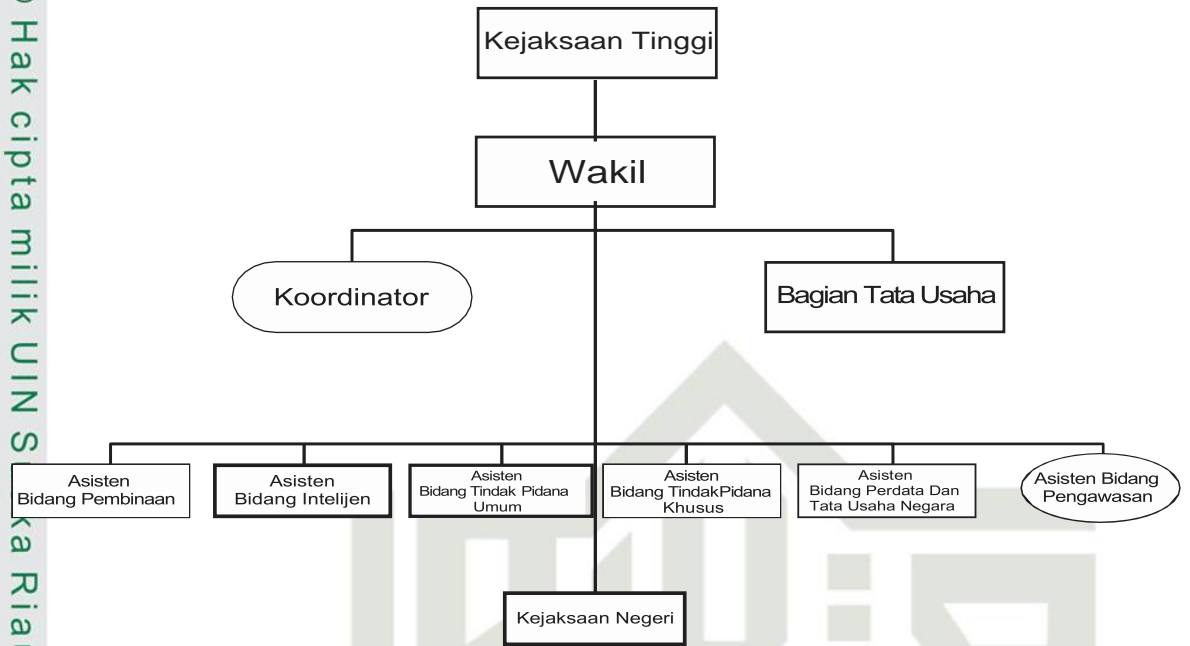 Kejaksaan Tinggi
Wakil
Koordinator
Bagian Tata Usaha
Asisten
Bidang Pembinaan
Asisten
Bidang Intelijen
Asisten
Bidang Tindak Pidana
Umum
Asisten
Bidang TindakPidana
Khusus
Asisten
Bidang Perdata Dan
Tata Usaha Negara
Asisten Bidang
Pengawasan
Kejaksaan Negeri
Hak cipta milik UIN